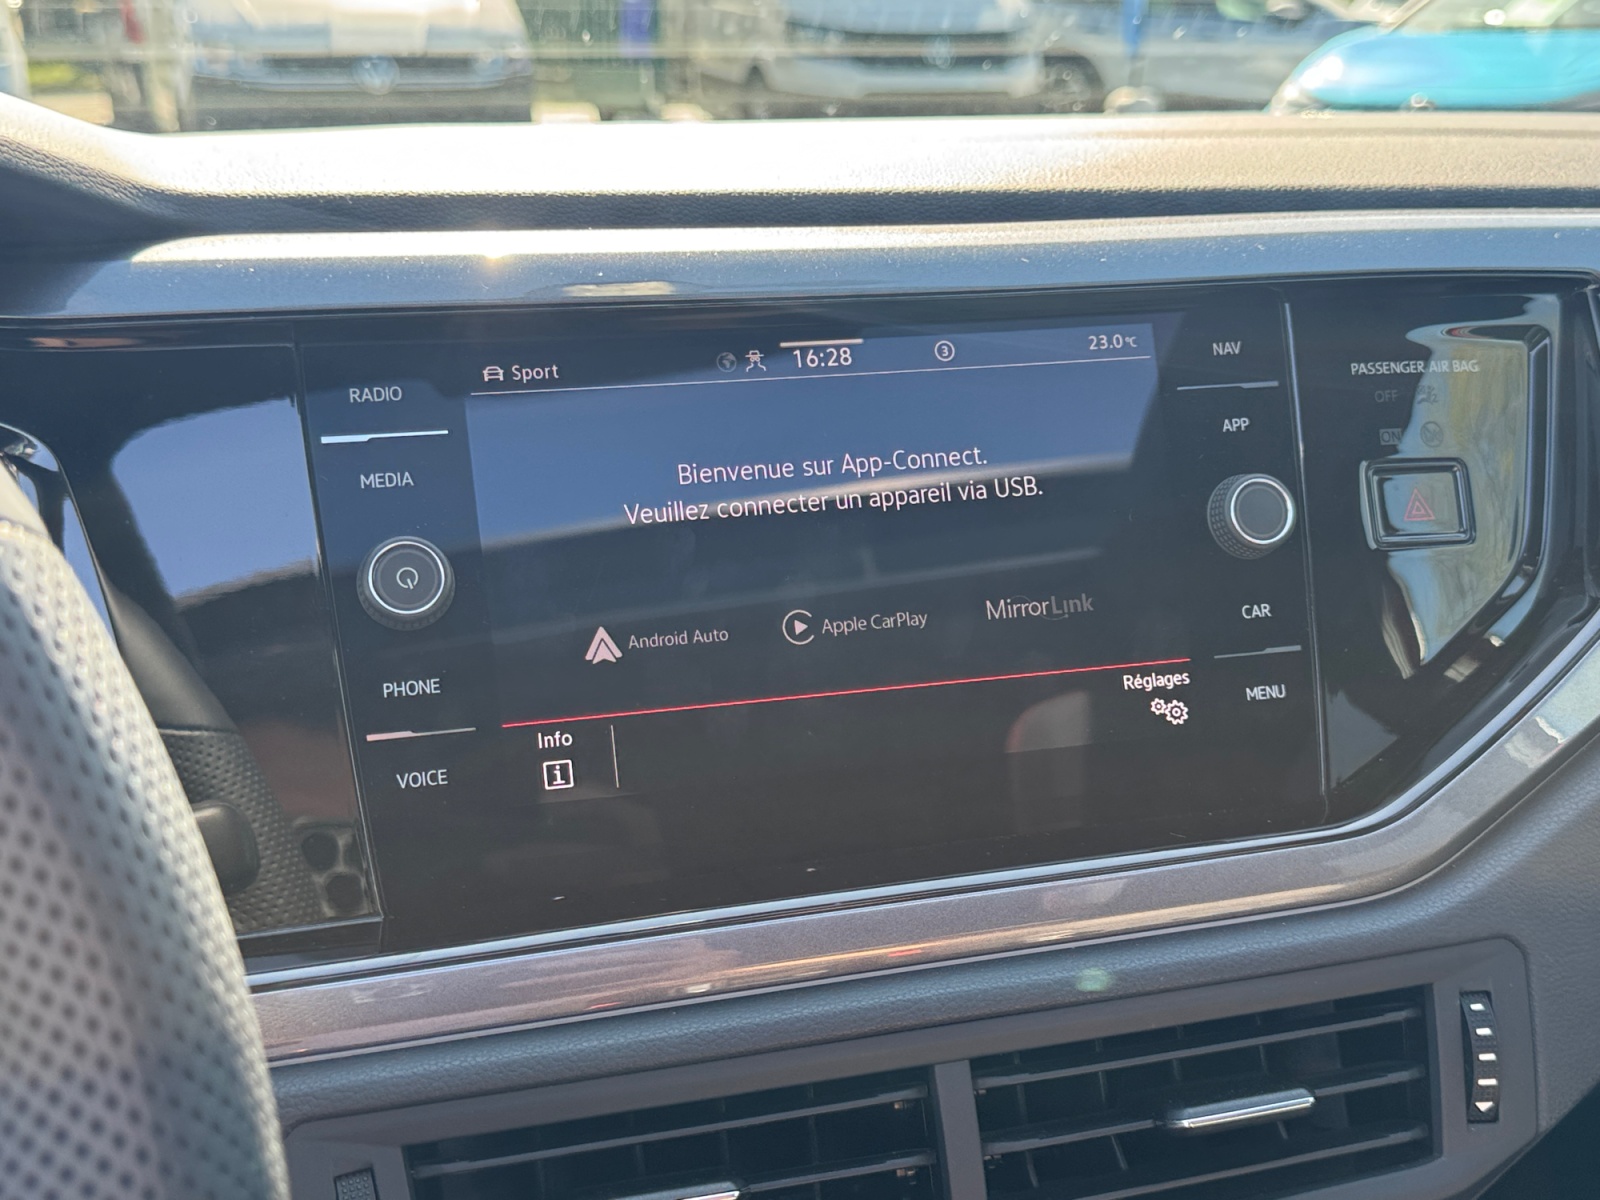 RADIO
MEDIA
PHONE
VOICE
Sport
16:28
3
23.0°C
Bienvenue sur App-Connect.
Veuillez connecter un appareil via USB.
Android Auto
Apple CarPlay
MirrorLink
Réglages
Info
i
NAV
APP
CAR
MENU
PASSENGER AIR BAG
OFF
ON